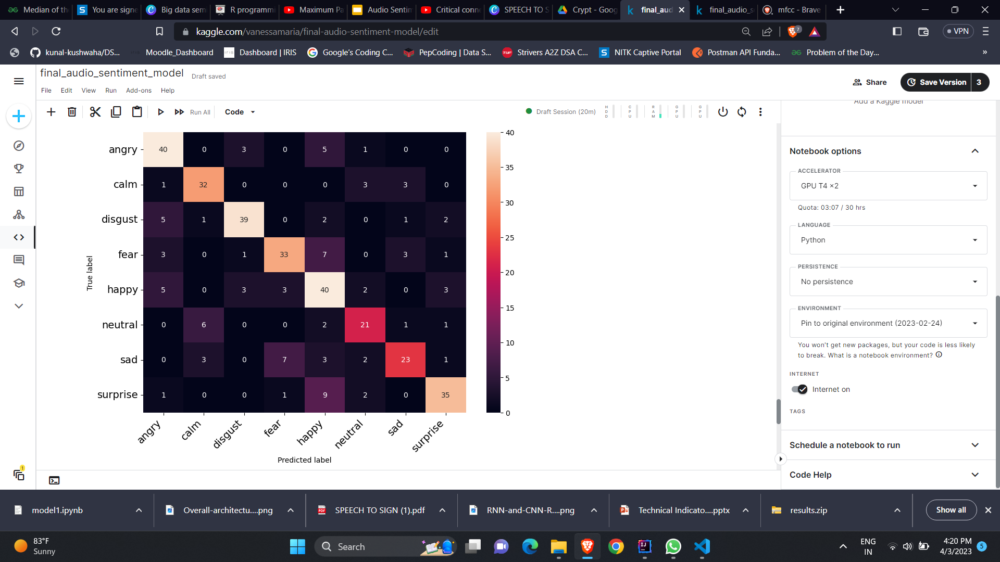 Median of th
You are signe
Big data sem
R programmi
Maximum Pa
Audio Sentim
Critical conne
SPEECH TO S
Crypt - Goog
final_aud
final_audio_s
mfcc - Brave
kaggle.com/vanessamaria/final-audio-sentiment-model/edit
7
VPN
kunal-kushwaha/DS...
Moodle_Dashboard
Dashboard | IRIS
Google's Coding C...
PepCoding | Data S...
Strivers A2Z DSA C...
NITK Captive Portal
Postman API Funda...
Problem of the Day...
»
final_audio_sentiment_model
Draft saved
File Edit View Run Add-ons Help
Share
Save Version
3
Run All
Code
Draft Session (20m)
HDD
CPU
RAM
GPU
GPU
Add a Kaggle model
angry 40 0 3 0 5 1 0 0
calm 1 32 0 0 0 3 3 0
disgust 5 1 39 0 2 0 1 2
fear 3 0 1 33 7 0 3 1
happy 5 0 3 3 40 2 0 3
neutral 0 6 0 0 2 21 1 1
sad 0 3 0 7 3 2 23 1
surprise 1 0 0 1 9 2 0 35
True label
angry calm disgust fear happy neutral sad surprise
Predicted label
40
35
30
25
20
15
10
5
0
Notebook options
ACCELERATOR
GPU T4 ×2
Quota: 03:07 / 30 hrs
LANGUAGE
Python
PERSISTENCE
No persistence
ENVIRONMENT
Pin to original environment (2023-02-24)
You won't get new packages, but your code is less likely
to break. What is a notebook environment?
INTERNET
Internet on
TAGS
Schedule a notebook to run
Code Help
1
model1.ipynb
Overall-architectu....png
PDF
SPEECH TO SIGN (1).pdf
RNN-and-CNN-R....png
Technical Indicato....pptx
results.zip
Show all
83°F
Sunny
Search
ENG
IN
4:20 PM
4/3/2023
5